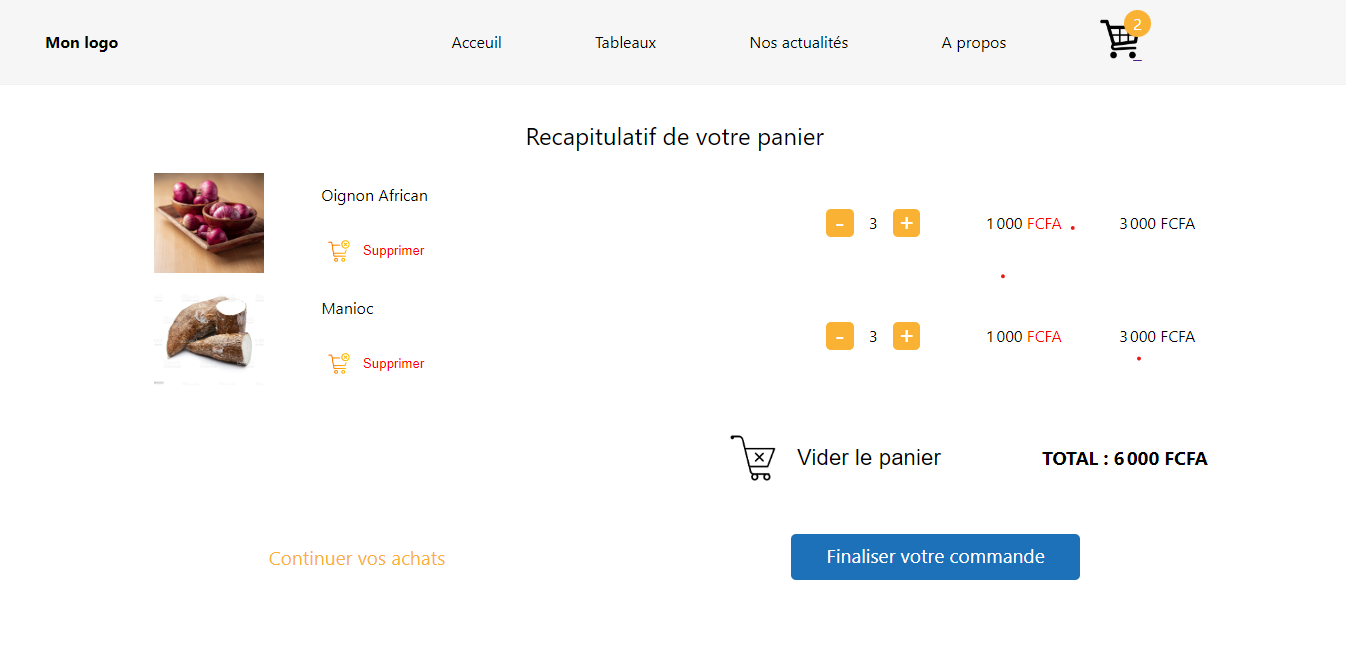 Mon logo Acceuil Tableaux Nos actualités A propos 2
Recapitulatif de votre panier
Oignon African
- 3 + 1 000 FCFA 3 000 FCFA
Supprimer
Manioc
- 3 + 1 000 FCFA 3 000 FCFA
Supprimer
Vider le panier TOTAL : 6 000 FCFA
Continuer vos achats Finaliser votre commande